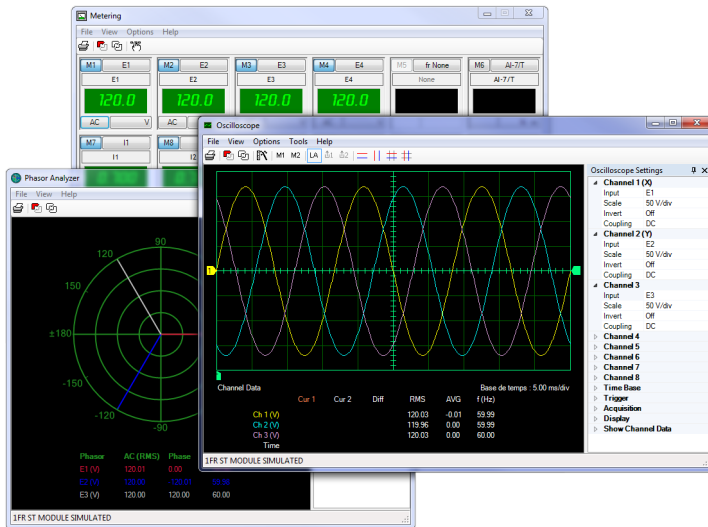 Metering
File View Options Help
M1 E1 M2 E2 M3 E3 M4 E4 M5 fr None M6 AI-7/T
E1 E2 E3 E4 None AI-7/T
120.0 120.0 120.0 120.0
AC V AC
M7 I1 M8
I1 I2
Oscilloscope
File View Options Tools Help
M1 M2 LA
1
Channel Data Base de temps : 5.00 ms/div
Cur 1 Cur 2 Diff RMS AVG f (Hz)
Ch 1 (V) 120.03 -0.01 59.99
Ch 2 (V) 119.96 0.00 59.99
Ch 3 (V) 120.03 0.00 60.00
Time
1FR ST MODULE SIMULATED
Oscilloscope Settings
Channel 1 (X)
Input E1
Scale 50 V/div
Invert Off
Coupling DC
Channel 2 (Y)
Input E2
Scale 50 V/div
Invert Off
Coupling DC
Channel 3
Input E3
Scale 50 V/div
Invert Off
Coupling DC
Channel 4
Channel 5
Channel 6
Channel 7
Channel 8
Time Base
Trigger
Acquisition
Display
Show Channel Data
Phasor Analyzer
File View Help
90
120
150
±180
-150
-120
-90
Phasor AC (RMS) Phase
E1 (V) 120.01 0.00
E2 (V) 120.00 -120.01 59.98
E3 (V) 120.00 120.00 60.00
1FR ST MODULE SIMULATED